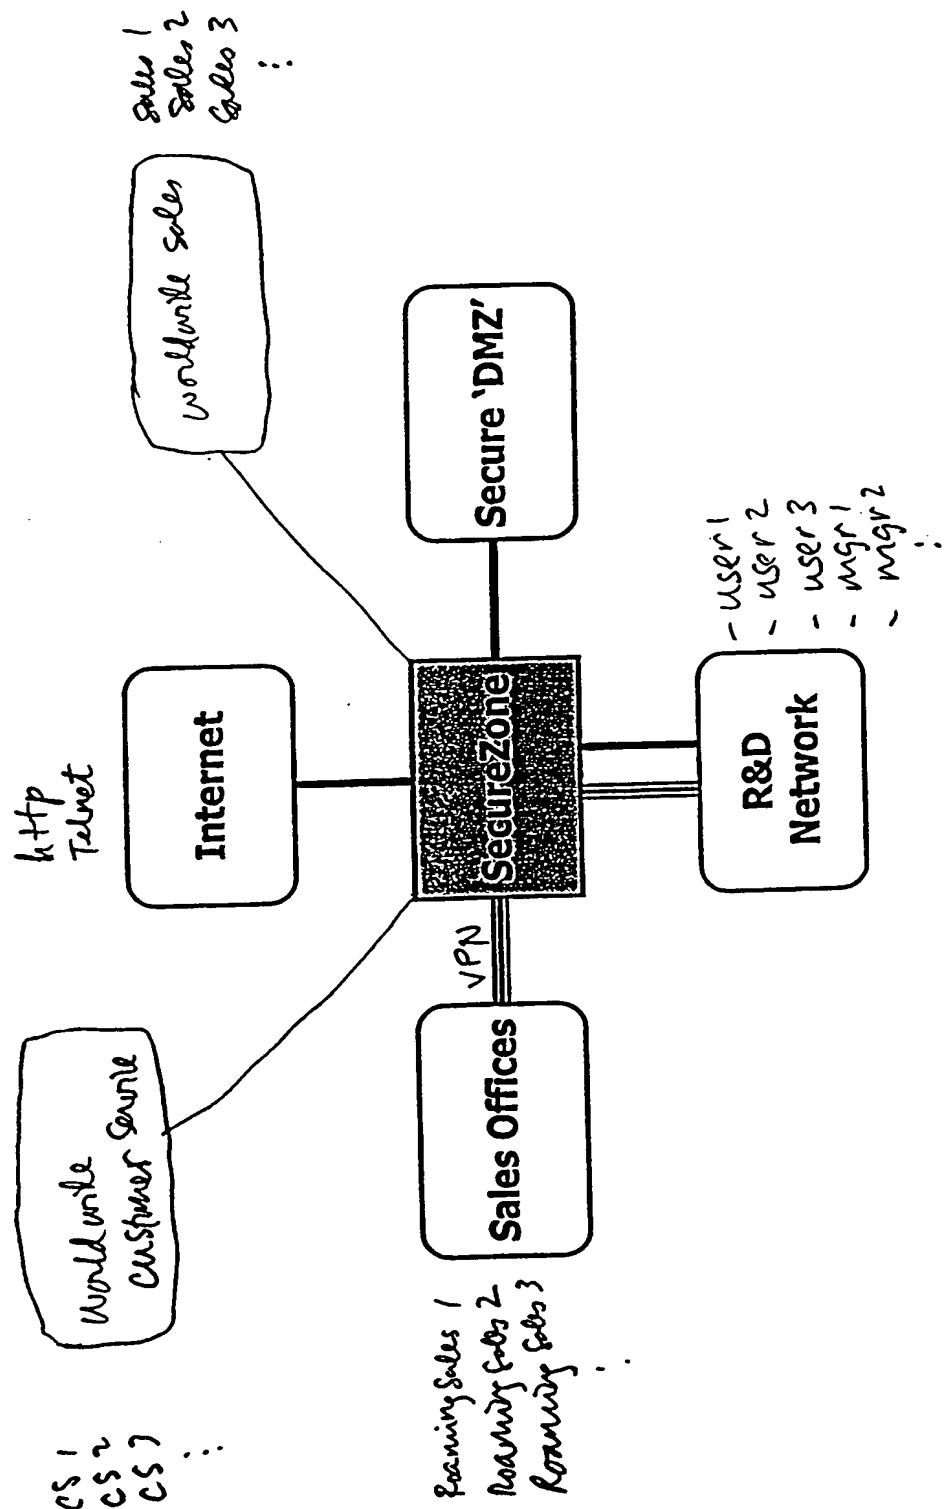 CS 1
CS 2
CS 3
⋮
Worldwide
Customer Service
http
Telnet
Internet
worldwide sales
Sales 1
Sales 2
Sales 3
⋮
Roaming Sales 1
Roaming Sales 2
Roaming Sales 3
⋮
Sales Offices
VPN
SecureZone
Secure 'DMZ'
R&D
Network
- user 1
- user 2
- user 3
- mgr 1
- mgr 2
⋮